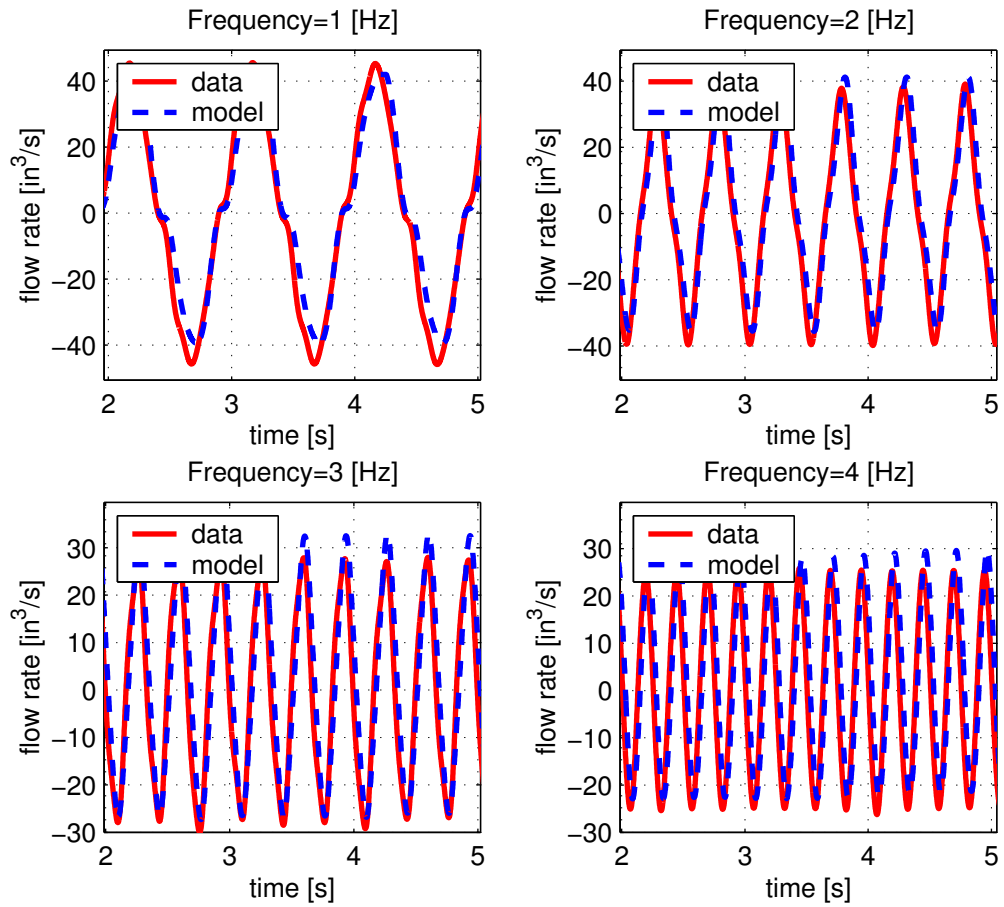 Frequency=1 [Hz]
flow rate [in³/s]
40
20
0
−20
−40
data
model
2
3
4
5
time [s]
Frequency=2 [Hz]
flow rate [in³/s]
40
20
0
−20
−40
data
model
2
3
4
5
time [s]
Frequency=3 [Hz]
flow rate [in³/s]
30
20
10
0
−10
−20
−30
data
model
2
3
4
5
time [s]
Frequency=4 [Hz]
flow rate [in³/s]
30
20
10
0
−10
−20
−30
data
model
2
3
4
5
time [s]